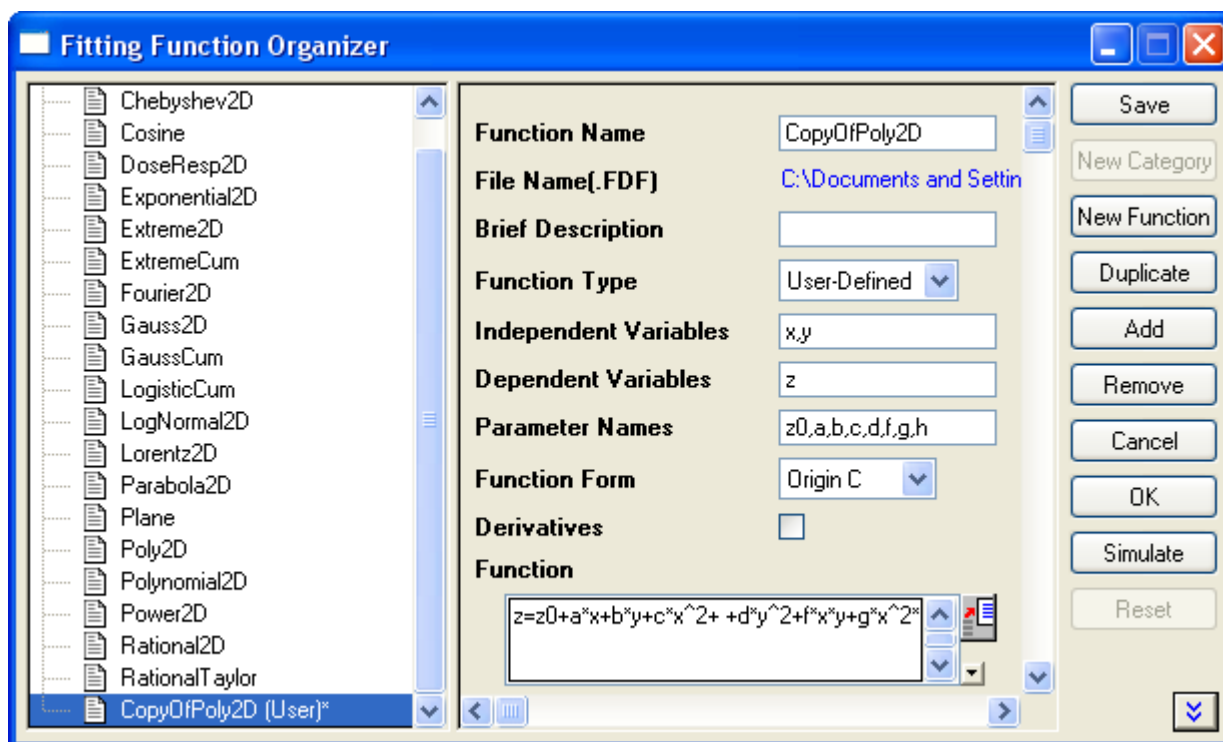 Fitting Function Organizer
Chebyshev2D
Cosine
DoseResp2D
Exponential2D
Extreme2D
ExtremeCum
Fourier2D
Gauss2D
GaussCum
LogisticCum
LogNormal2D
Lorentz2D
Parabola2D
Plane
Poly2D
Polynomial2D
Power2D
Rational2D
RationalTaylor
CopyOfPoly2D (User)*
Function Name CopyOfPoly2D
File Name(.FDF) C:\Documents and Settin
Brief Description
Function Type User-Defined
Independent Variables x,y
Dependent Variables z
Parameter Names z0,a,b,c,d,f,g,h
Function Form Origin C
Derivatives
Function
z=z0+a*x+b*y+c*x^2+ +d*y^2+f*x*y+g*x^2*
Save
New Category
New Function
Duplicate
Add
Remove
Cancel
OK
Simulate
Reset